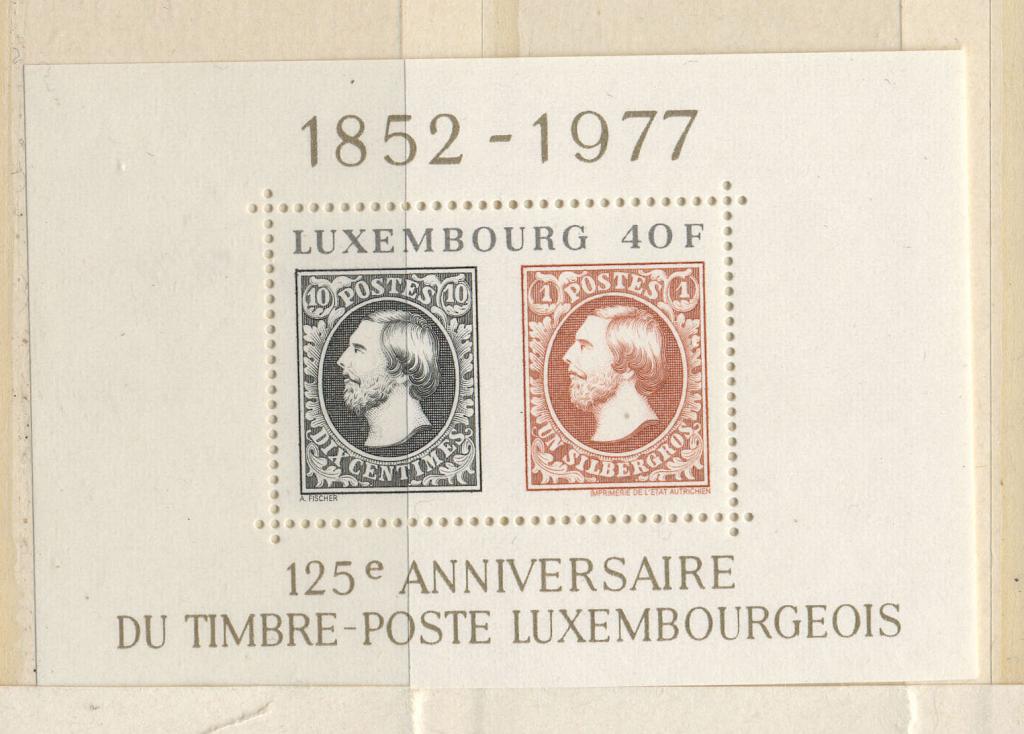 1852 - 1977
LUXEMBOURG 40F
10 POSTES 10
DIX CENTIMES
1 POSTES 1
UN SILBERGROS
A. FISCHER
IMPRIMERIE DE L'ETAT AUTRICHIEN
125e ANNIVERSAIRE
DU TIMBRE-POSTE LUXEMBOURGEOIS